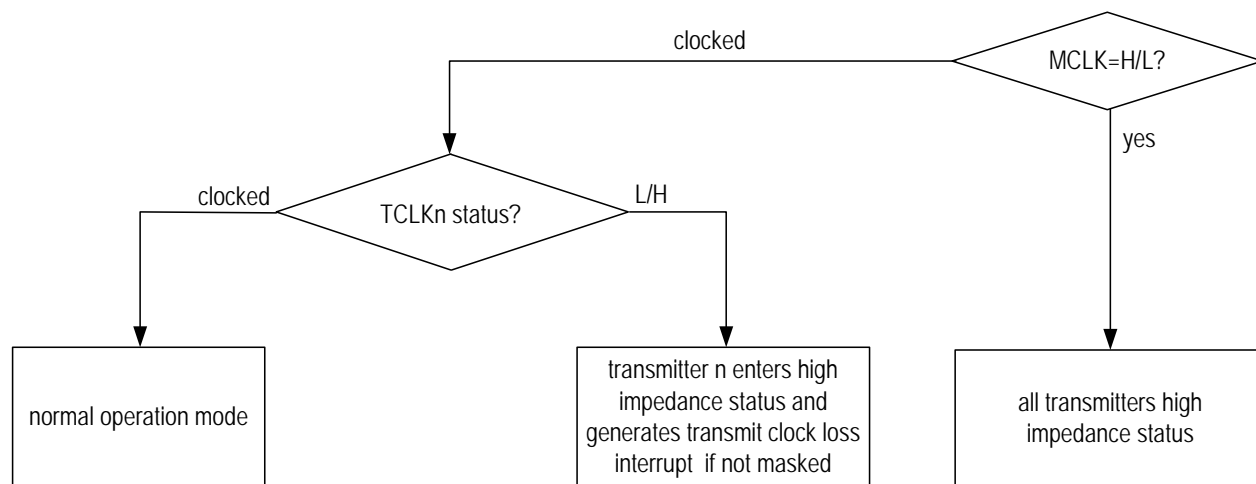 clocked
MCLK=H/L?
yes
clocked
TCLKn status?
L/H
normal operation mode
transmitter n enters high
impedance status and
generates transmit clock loss
interrupt if not masked
all transmitters high
impedance status